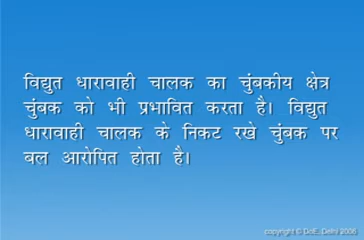 विद्युत धारावाही चालक का चुंबकीय क्षेत्र
चुंबक को भी प्रभावित करता है। विद्युत
धारावाही चालक के निकट रखे चुंबक पर
बल आरोपित होता है।
copyright © DoE, Delhi 2006